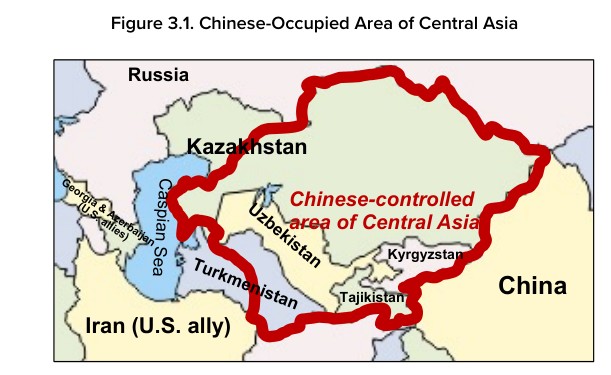 Figure 3.1. Chinese-Occupied Area of Central Asia
Russia
Kazakhstan
Georgia & Azerbaijan
(U.S. allies)
Caspian Sea
Chinese-controlled
area of Central Asia
Uzbekistan
Kyrgyzstan
Turkmenistan
Tajikistan
China
Iran (U.S. ally)